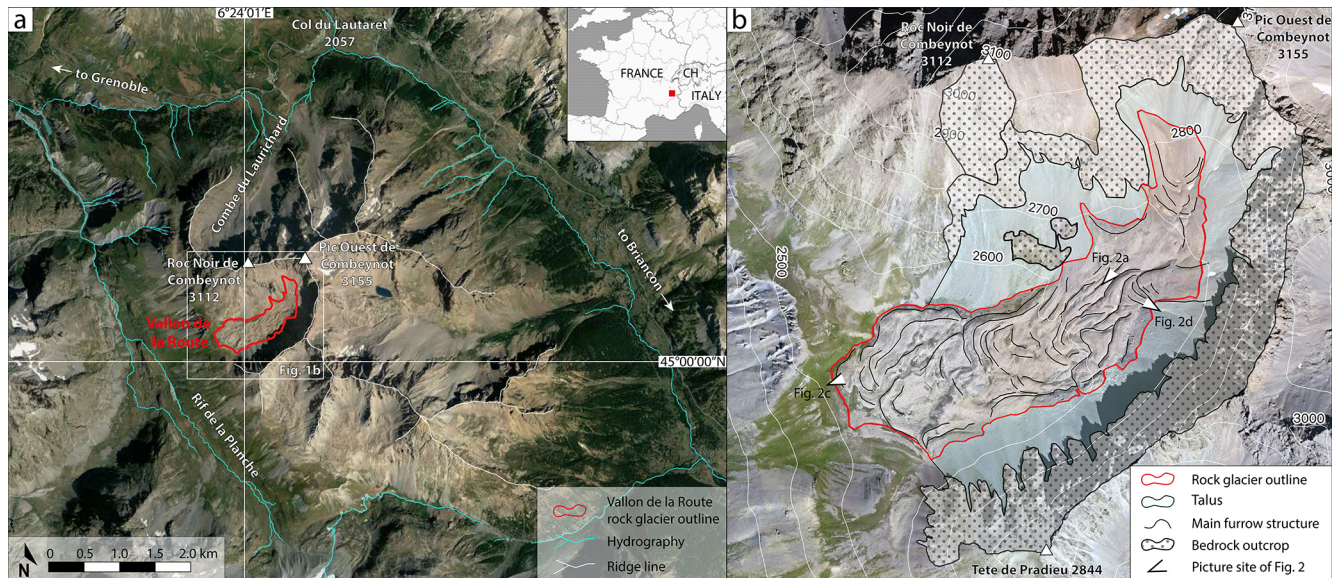 a
6°24'01'E
Col du Lautaret
2057
to Grenoble
Combe du Laurichard
FRANCE
CH
ITALY
to Briançon
Roc Noir de
Combeynot
3112
Pic Ouest de
Combeynot
3155
Vallon de
la Route
Fig. 1b
45°00'00"N
Rif de la Planche
N
0 0.5 1.0 1.5 2.0 km
Vallon de la Route
rock glacier outline
Hydrography
Ridge line
b
Roc Noir de
Combeynot
3112
3100
3000
2900
Pic Ouest de
Combeynot
3155
2800
2700
2600
2500
Fig. 2a
Fig. 2d
Fig. 2c
3000
Tete de Pradieu 2844
Rock glacier outline
Talus
Main furrow structure
Bedrock outcrop
Picture site of Fig. 2